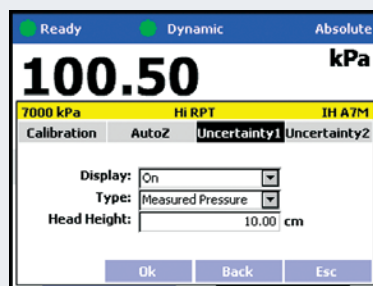 Ready Dynamic Absolute
100.50 kPa
7000 kPa Hi RPT IH A7M
Calibration AutoZ Uncertainty1 Uncertainty2
Display: On
Type: Measured Pressure
Head Height: 10.00 cm
Ok Back Esc